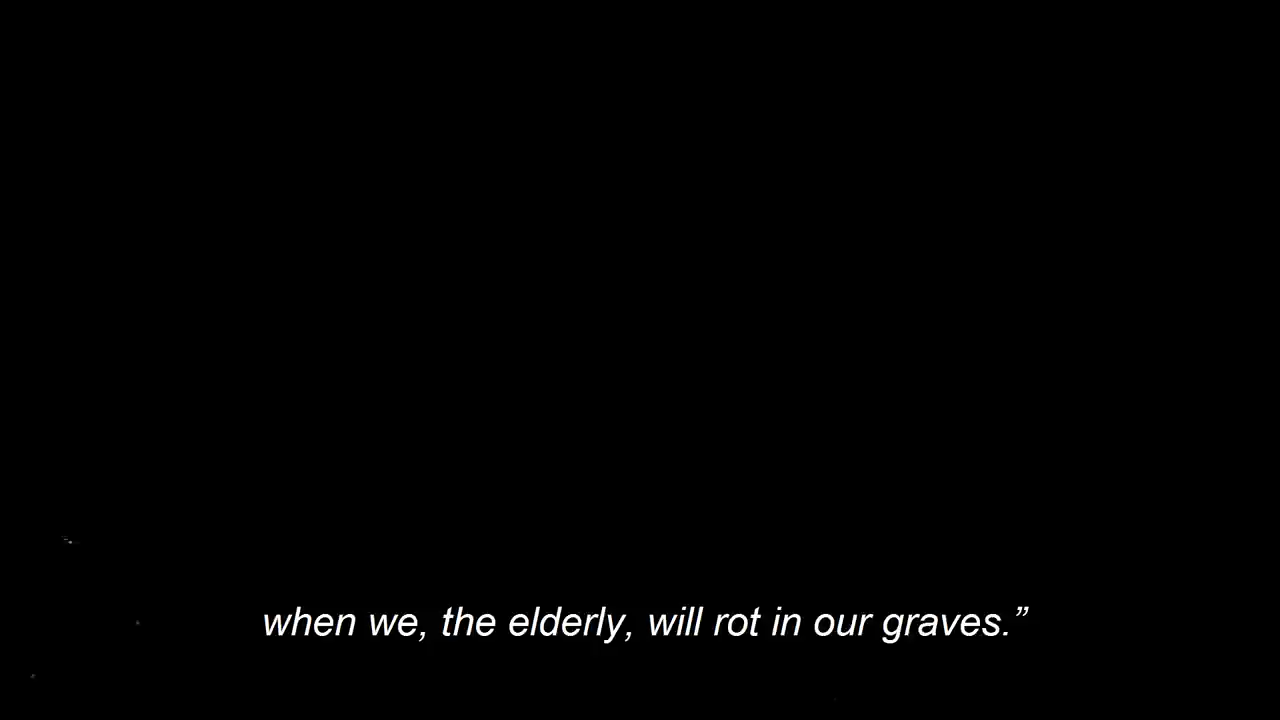 when we, the elderly, will rot in our graves.”